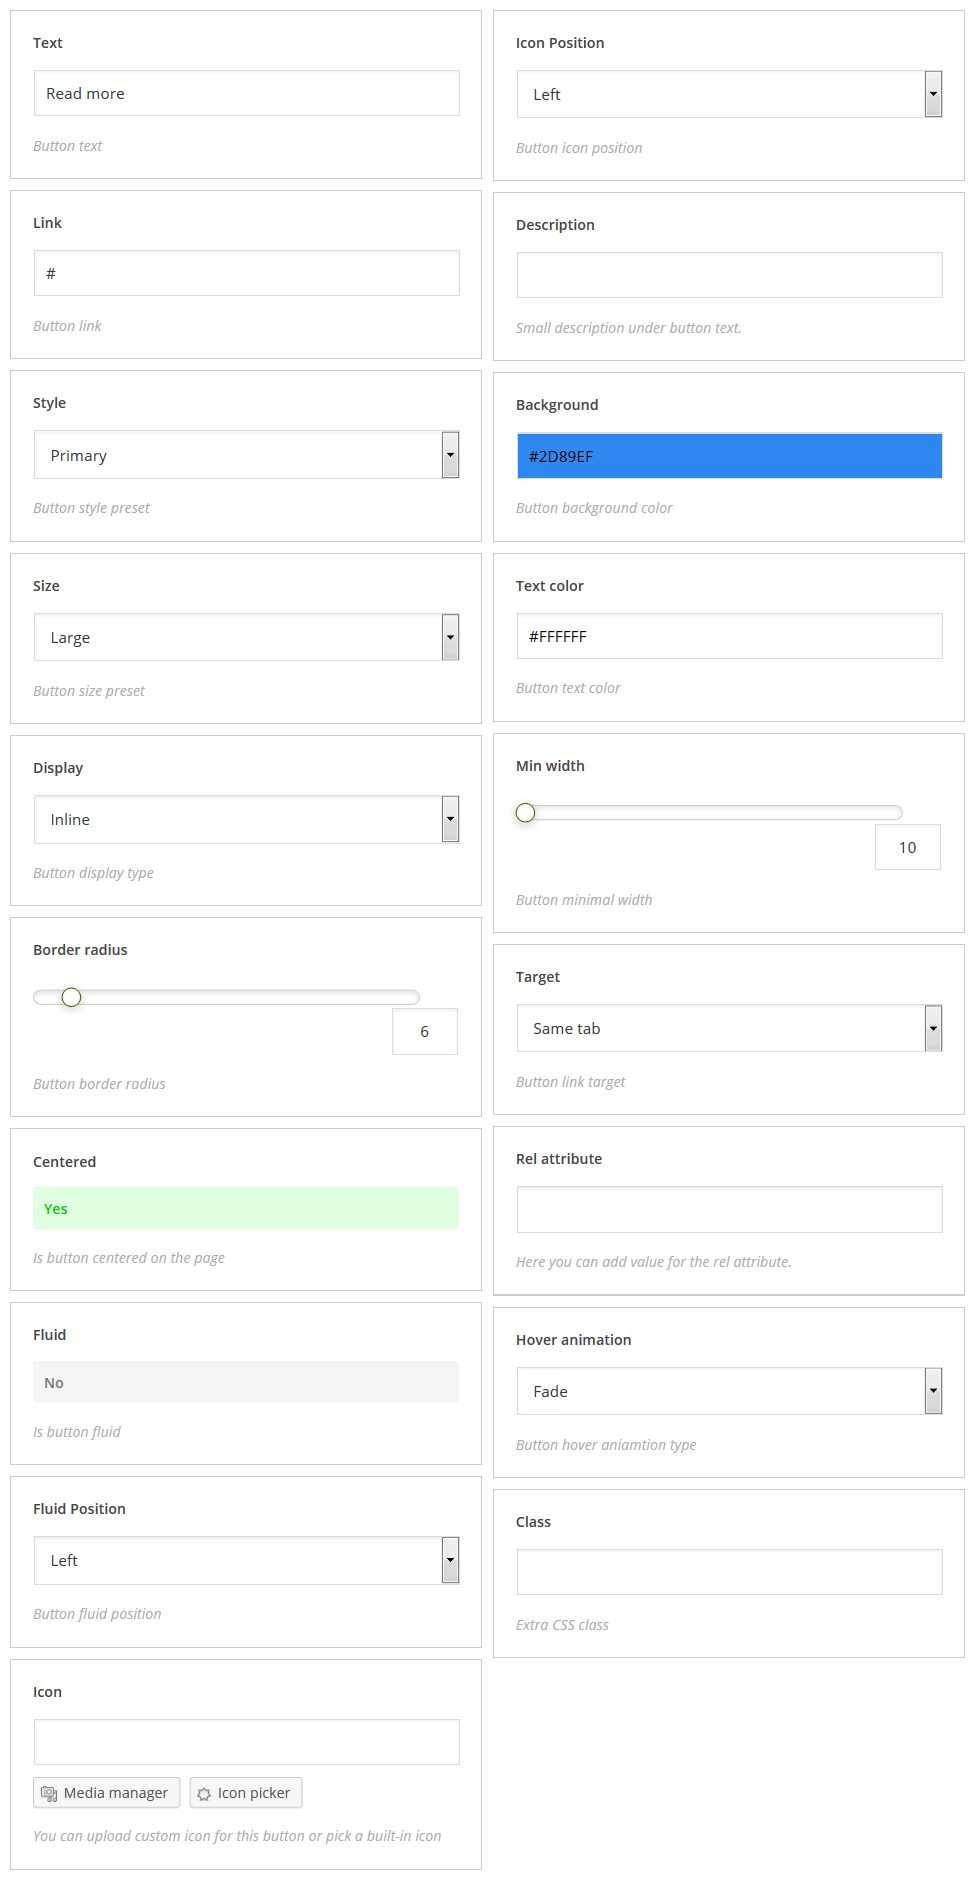 Text
Read more
Button text
Link
#
Button link
Style
Primary
Button style preset
Size
Large
Button size preset
Display
Inline
Button display type
Border radius
6
Button border radius
Centered
Yes
Is button centered on the page
Fluid
No
Is button fluid
Fluid Position
Left
Button fluid position
Icon
Media manager
Icon picker
You can upload custom icon for this button or pick a built-in icon
Icon Position
Left
Button icon position
Description
Small description under button text.
Background
#2D89EF
Button background color
Text color
#FFFFFF
Button text color
Min width
10
Button minimal width
Target
Same tab
Button link target
Rel attribute
Here you can add value for the rel attribute.
Hover animation
Fade
Button hover aniamtion type
Class
Extra CSS class